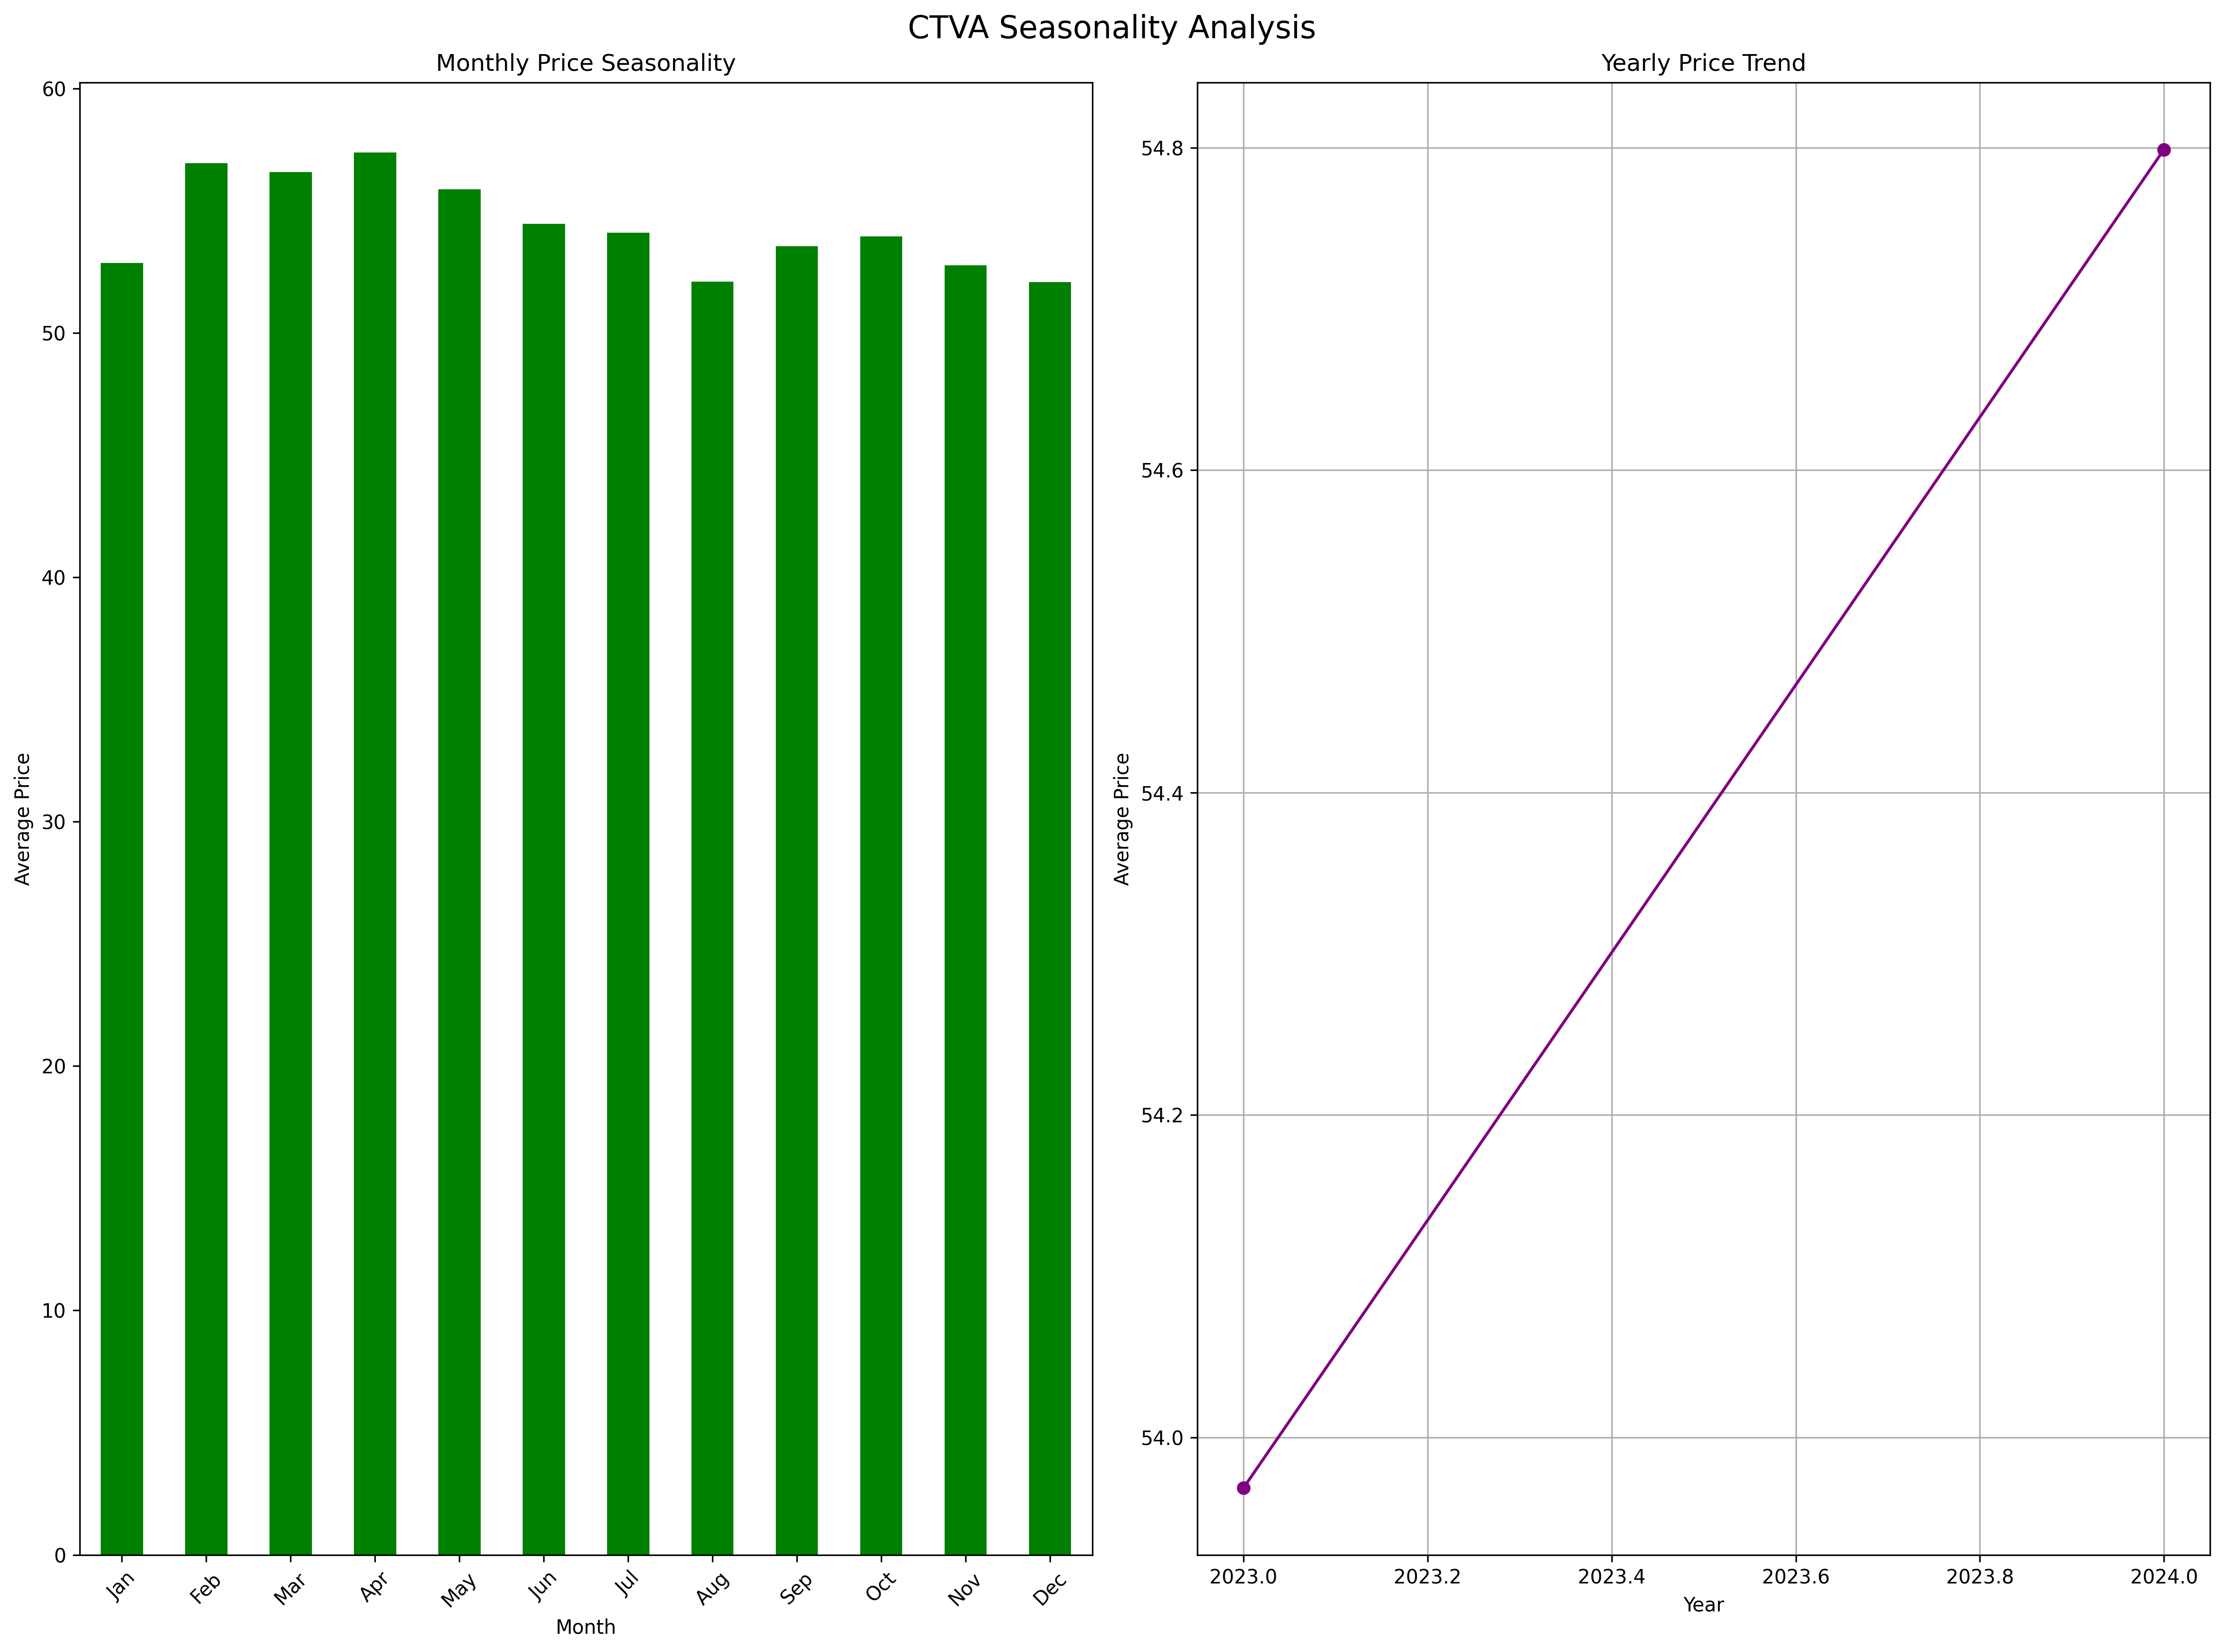 CTVA Seasonality Analysis
Monthly Price Seasonality
Average Price
60
50
40
30
20
10
0
Jan
Feb
Mar
Apr
May
Jun
Jul
Aug
Sep
Oct
Nov
Dec
Month
Yearly Price Trend
Average Price
54.8
54.6
54.4
54.2
54.0
2023.0
2023.2
2023.4
2023.6
2023.8
2024.0
Year